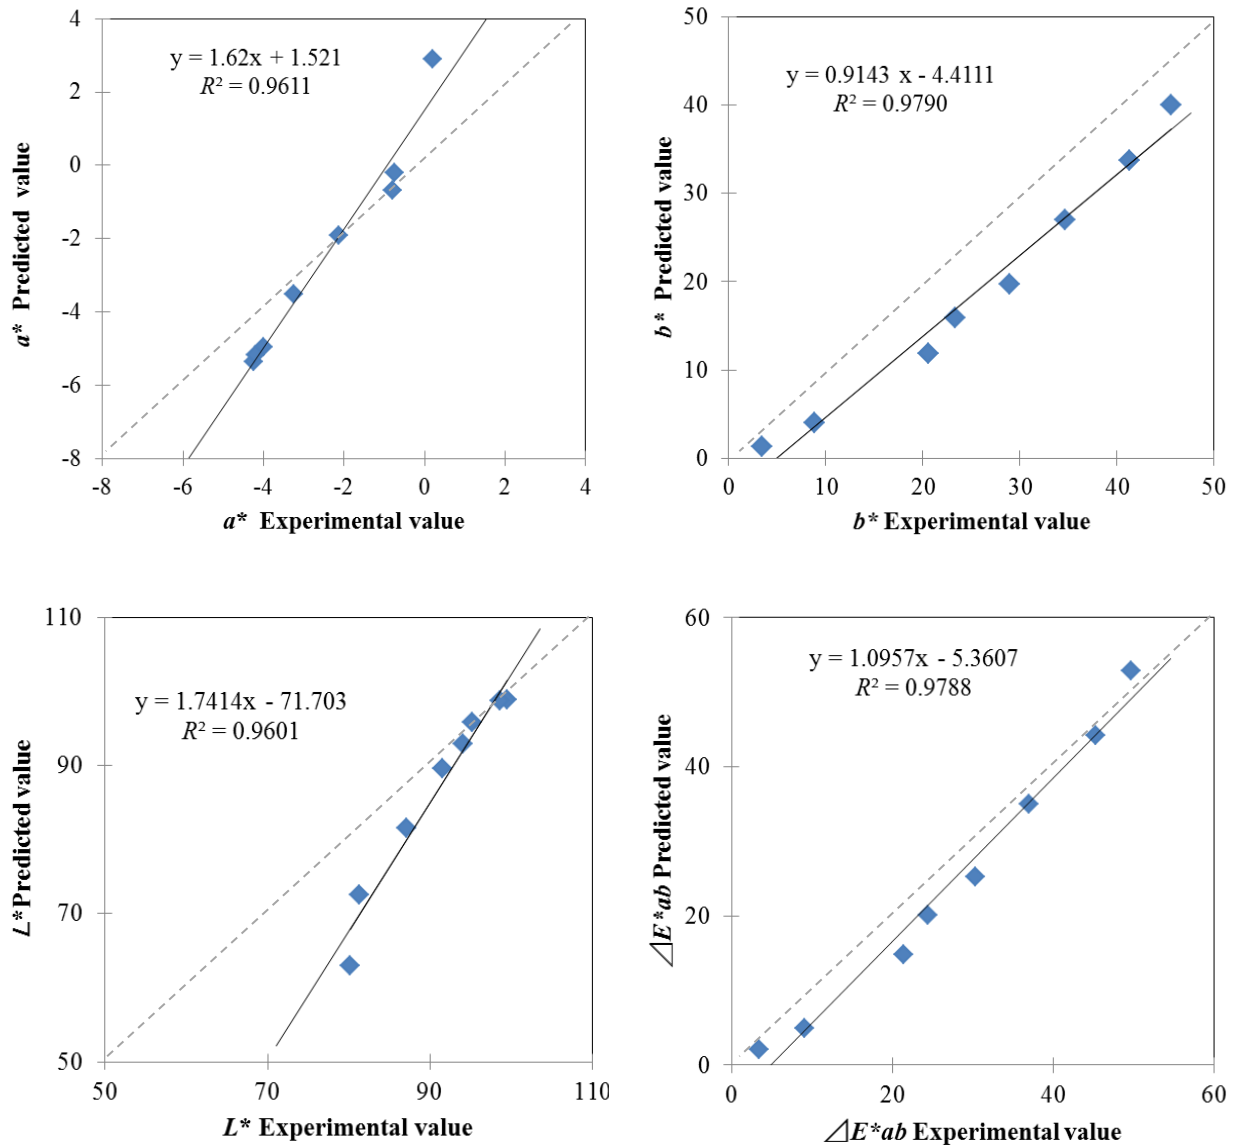 4
2
0
-2
-4
-6
-8
-8
-6
-4
-2
0
2
4
y = 1.62x + 1.521
R² = 0.9611
a* Predicted value
a* Experimental value
50
40
30
20
10
0
0
10
20
30
40
50
y = 0.9143 x - 4.4111
R² = 0.9790
b* Predicted value
b* Experimental value
110
90
70
50
50
70
90
110
y = 1.7414x - 71.703
R² = 0.9601
L*Predicted value
L* Experimental value
60
40
20
0
0
20
40
60
y = 1.0957x - 5.3607
R² = 0.9788
⊿E*ab Predicted value
⊿E*ab Experimental value